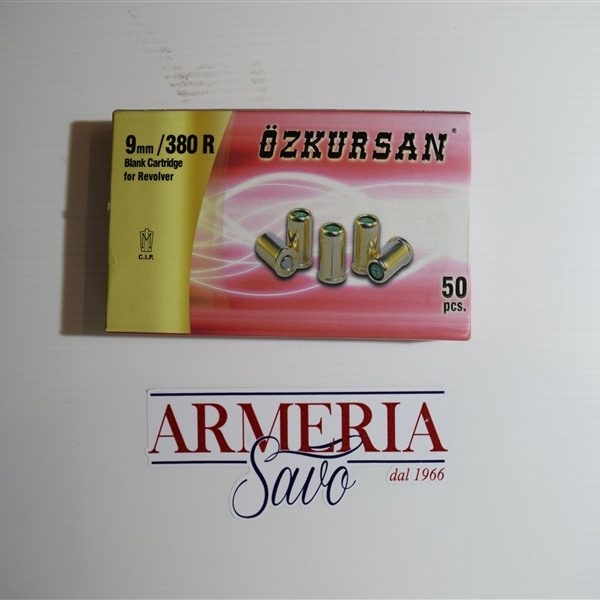 9mm/380 R
Blank Cartridge
for Revolver
C.I.P.
ÖZKURSAN®
50
pcs.
ARMERIA
Savo
dal 1966